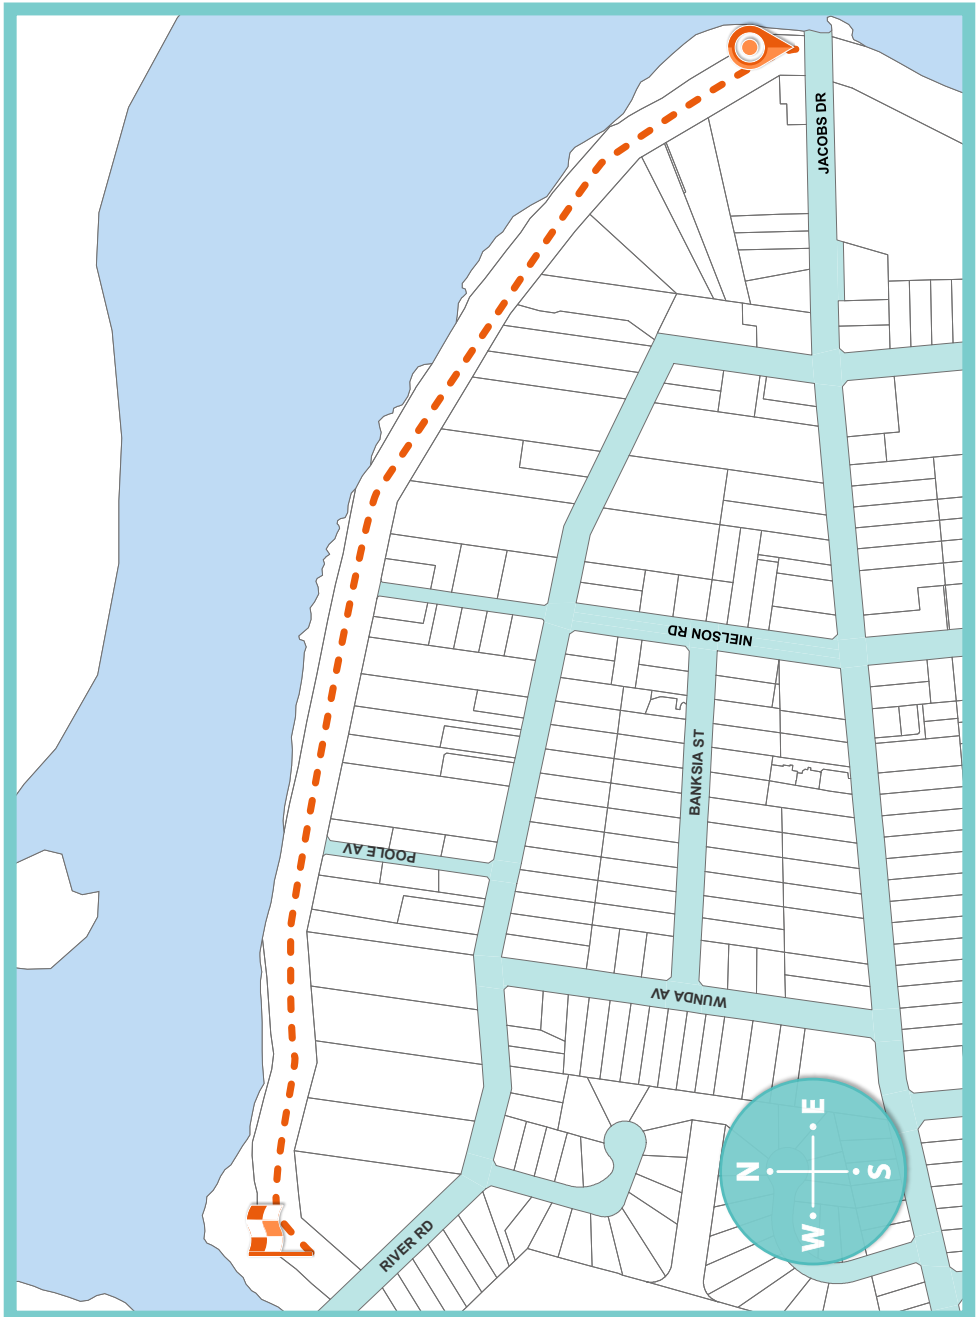 JACOBS DR
NIELSON RD
BANKSIA ST
POOLE AV
WUNDA AV
RIVER RD
E
N
S
W